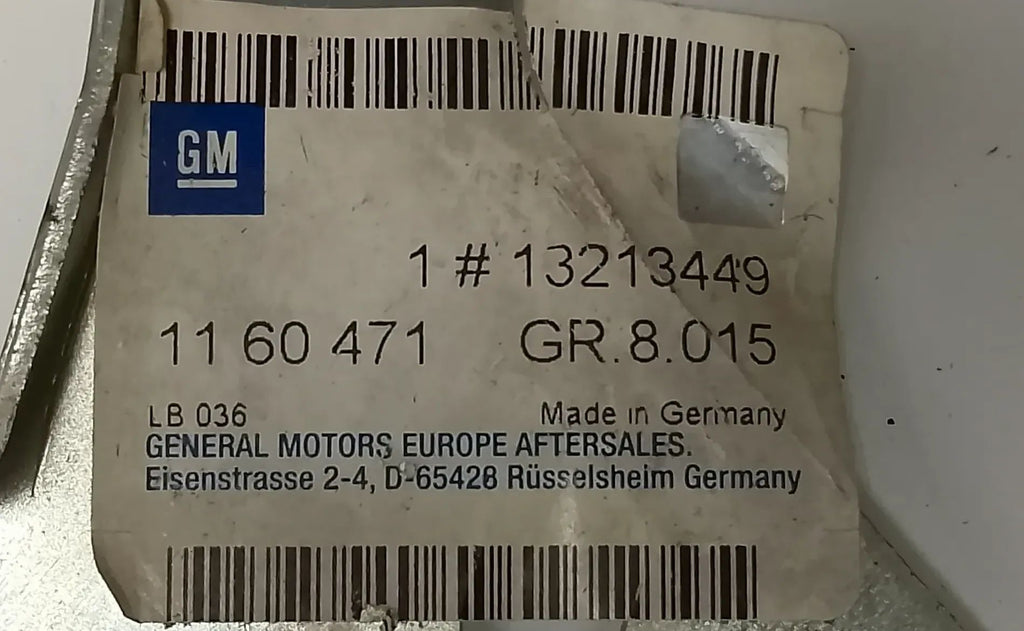 GM
1 # 13213449
11 60 471 GR.8.015
LB 036 Made in Germany
GENERAL MOTORS EUROPE AFTERSALES.
Eisenstrasse 2-4, D-65428 Rüsselsheim Germany